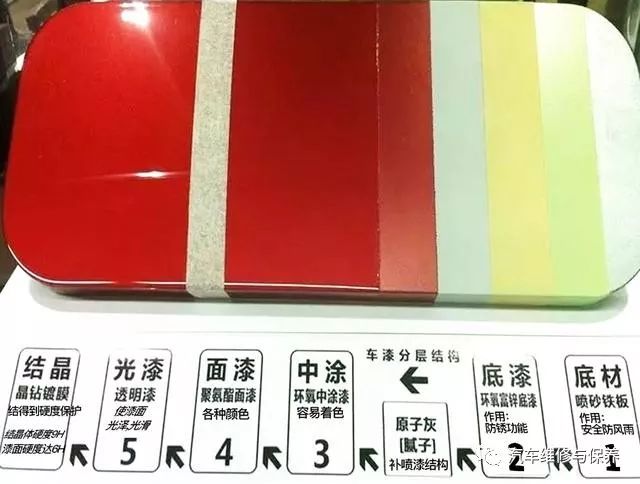 车漆分层结构
结晶
晶钻镀膜
结得到硬度保护
结晶体硬度9H
漆面硬度达6H
光漆
透明漆
使漆面
光泽,光滑
5
面漆
聚氨酯面漆
各种颜色
4
中涂
环氧中涂漆
容易着色
3
原子灰
[腻子]
补喷漆结构
底漆
环氧富锌底漆
作用:
防锈功能
2
底材
喷砂铁板
作用:
安全防风雨
1
汽车维修与保养